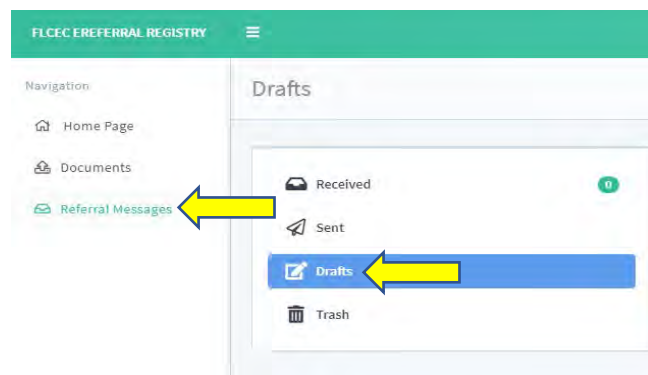 FLCEC EREFERRAL REGISTRY
Navigation
Home Page
Documents
Referral Messages
Drafts
Received 0
Sent
Drafts
Trash